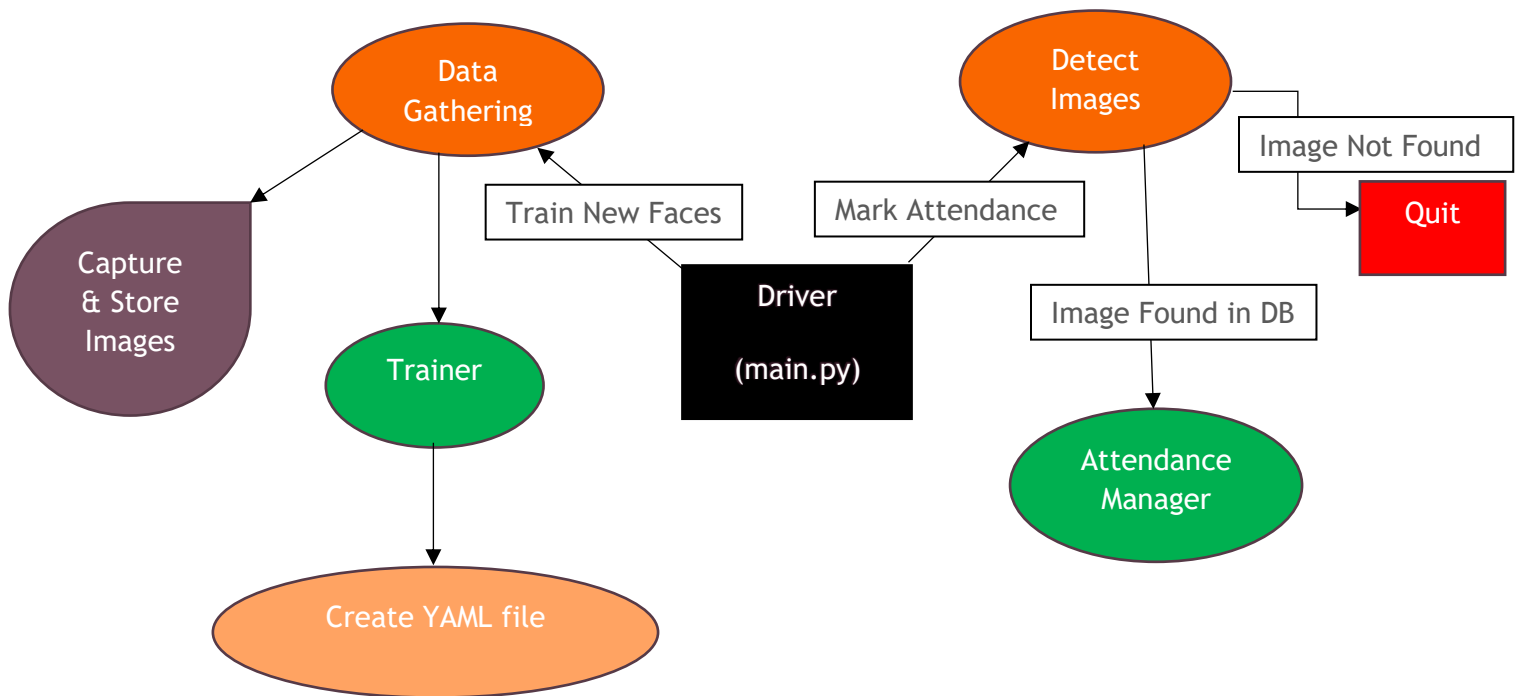 Data
Gathering
Detect
Images
Image Not Found
Train New Faces
Mark Attendance
Quit
Capture
& Store
Images
Driver
(main.py)
Image Found in DB
Trainer
Attendance
Manager
Create YAML file